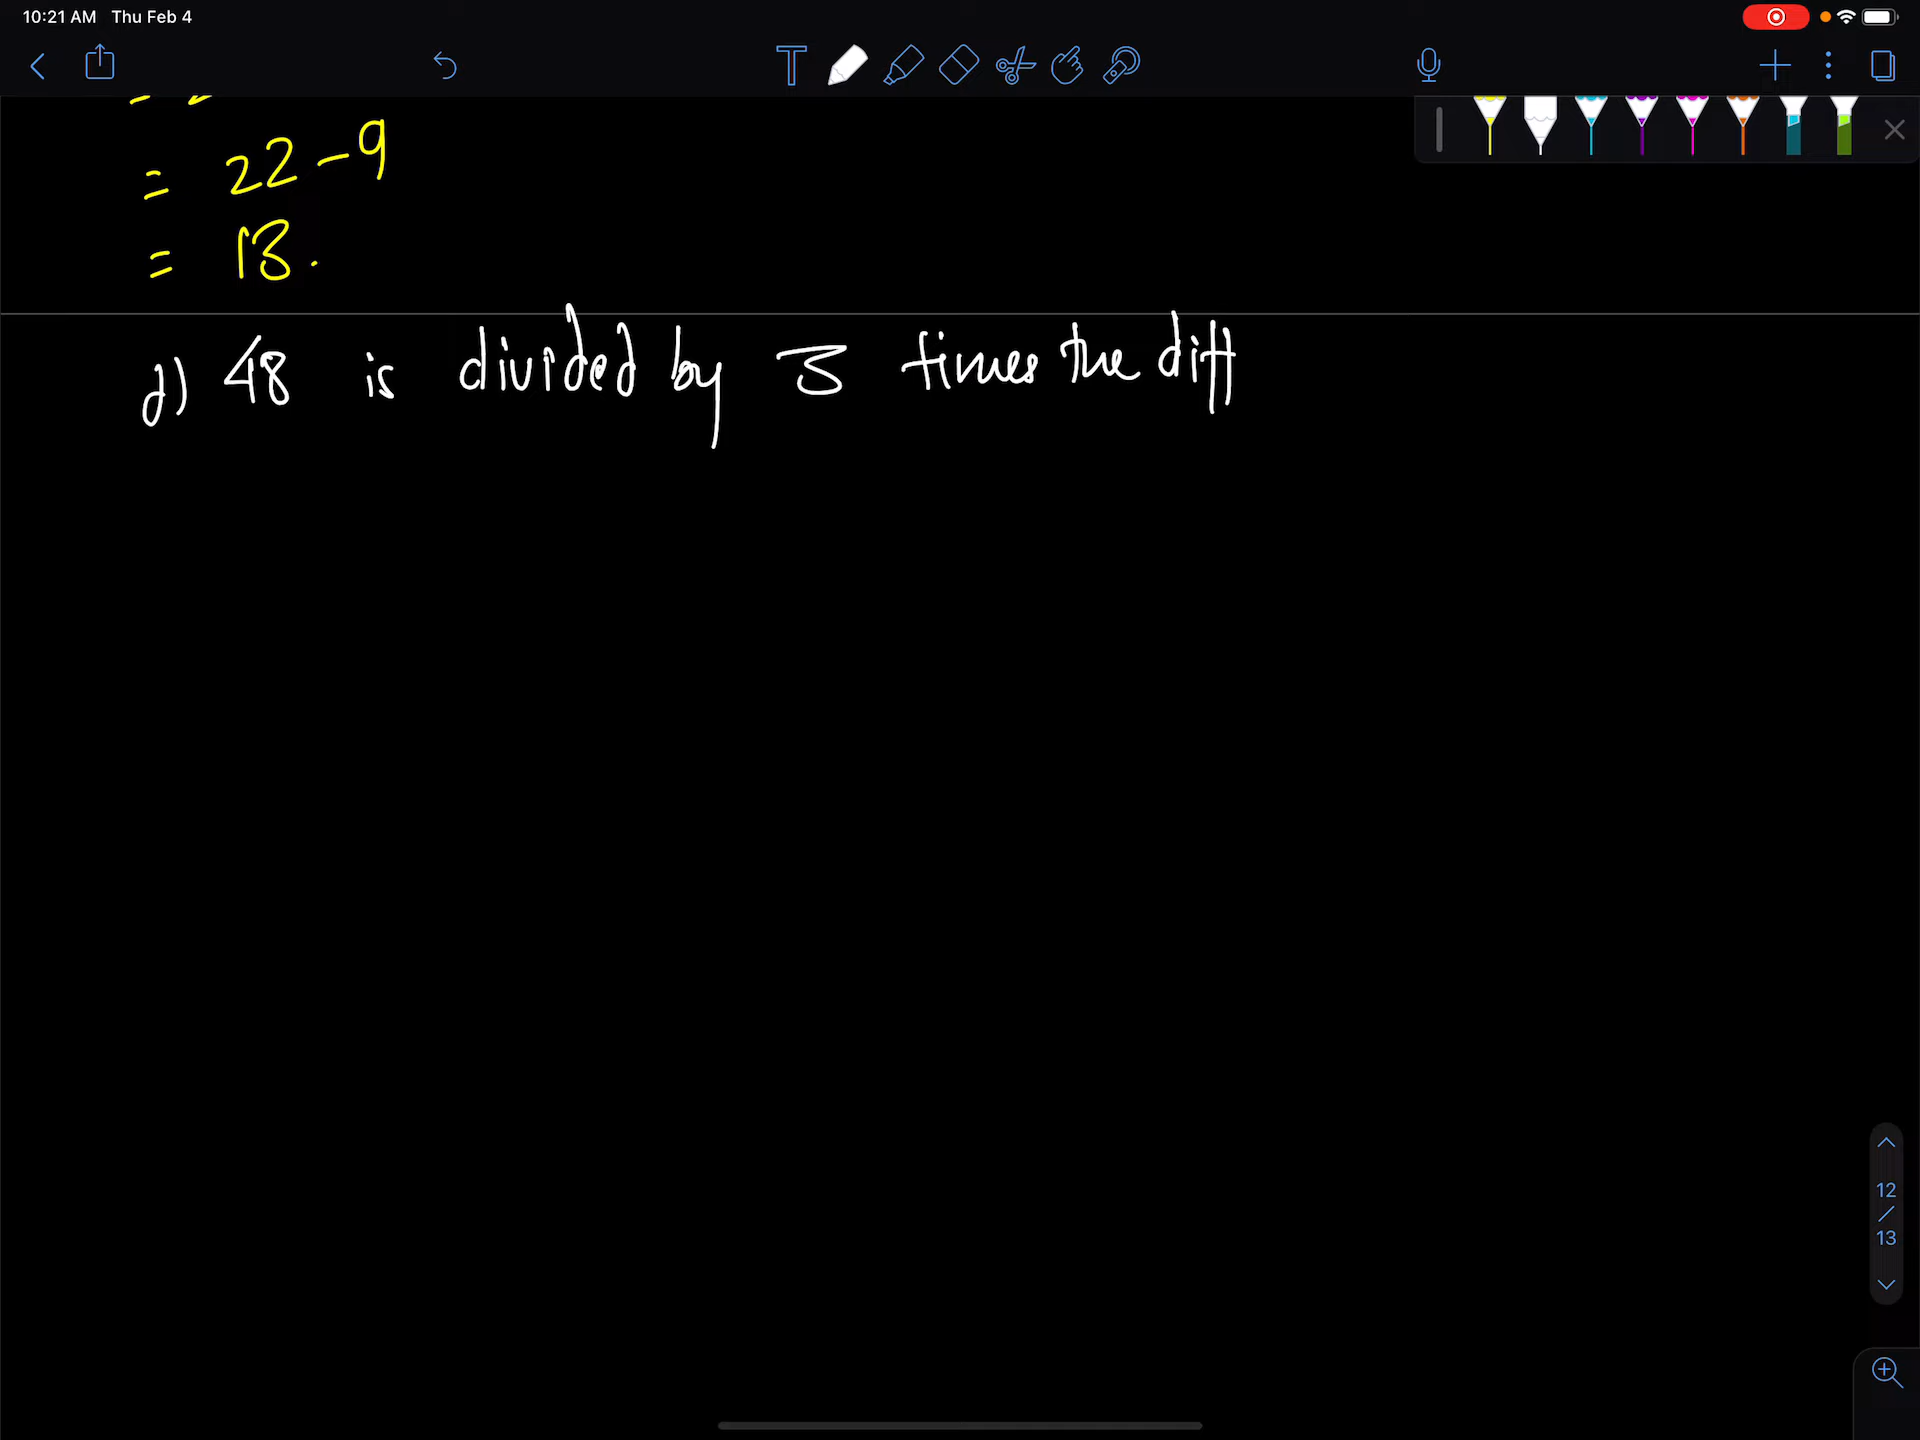 10:21 AM Thu Feb 4
= 22 - 9
= 13.
d) 48 is divided by 3 times the diff
12
/
13